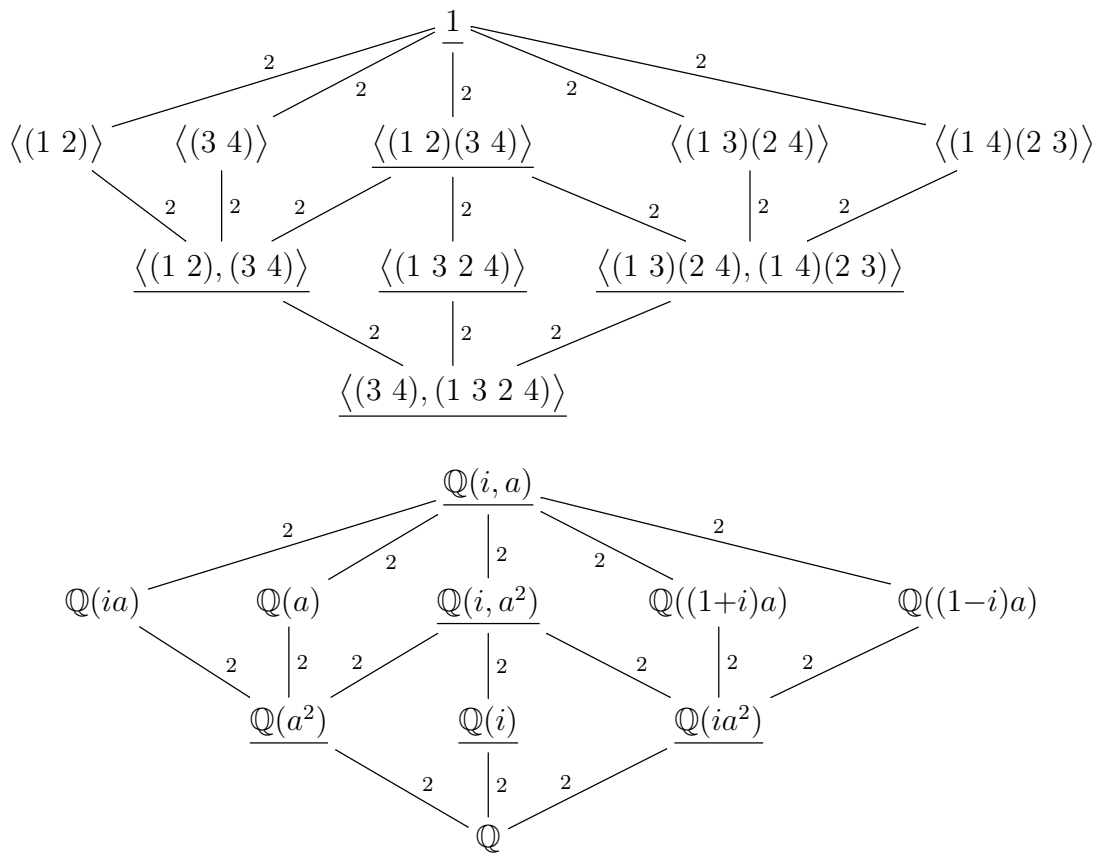 1
2 2 2 2 2
⟨(1 2)⟩ ⟨(3 4)⟩ ⟨(1 2)(3 4)⟩ ⟨(1 3)(2 4)⟩ ⟨(1 4)(2 3)⟩
2 2 2 2 2 2 2
⟨(1 2), (3 4)⟩ ⟨(1 3 2 4)⟩ ⟨(1 3)(2 4), (1 4)(2 3)⟩
2 2 2
⟨(3 4), (1 3 2 4)⟩
ℚ(i, a)
2 2 2 2 2
ℚ(ia) ℚ(a) ℚ(i, a²) ℚ((1+i)a) ℚ((1−i)a)
2 2 2 2 2 2 2
ℚ(a²) ℚ(i) ℚ(ia²)
2 2 2
ℚ